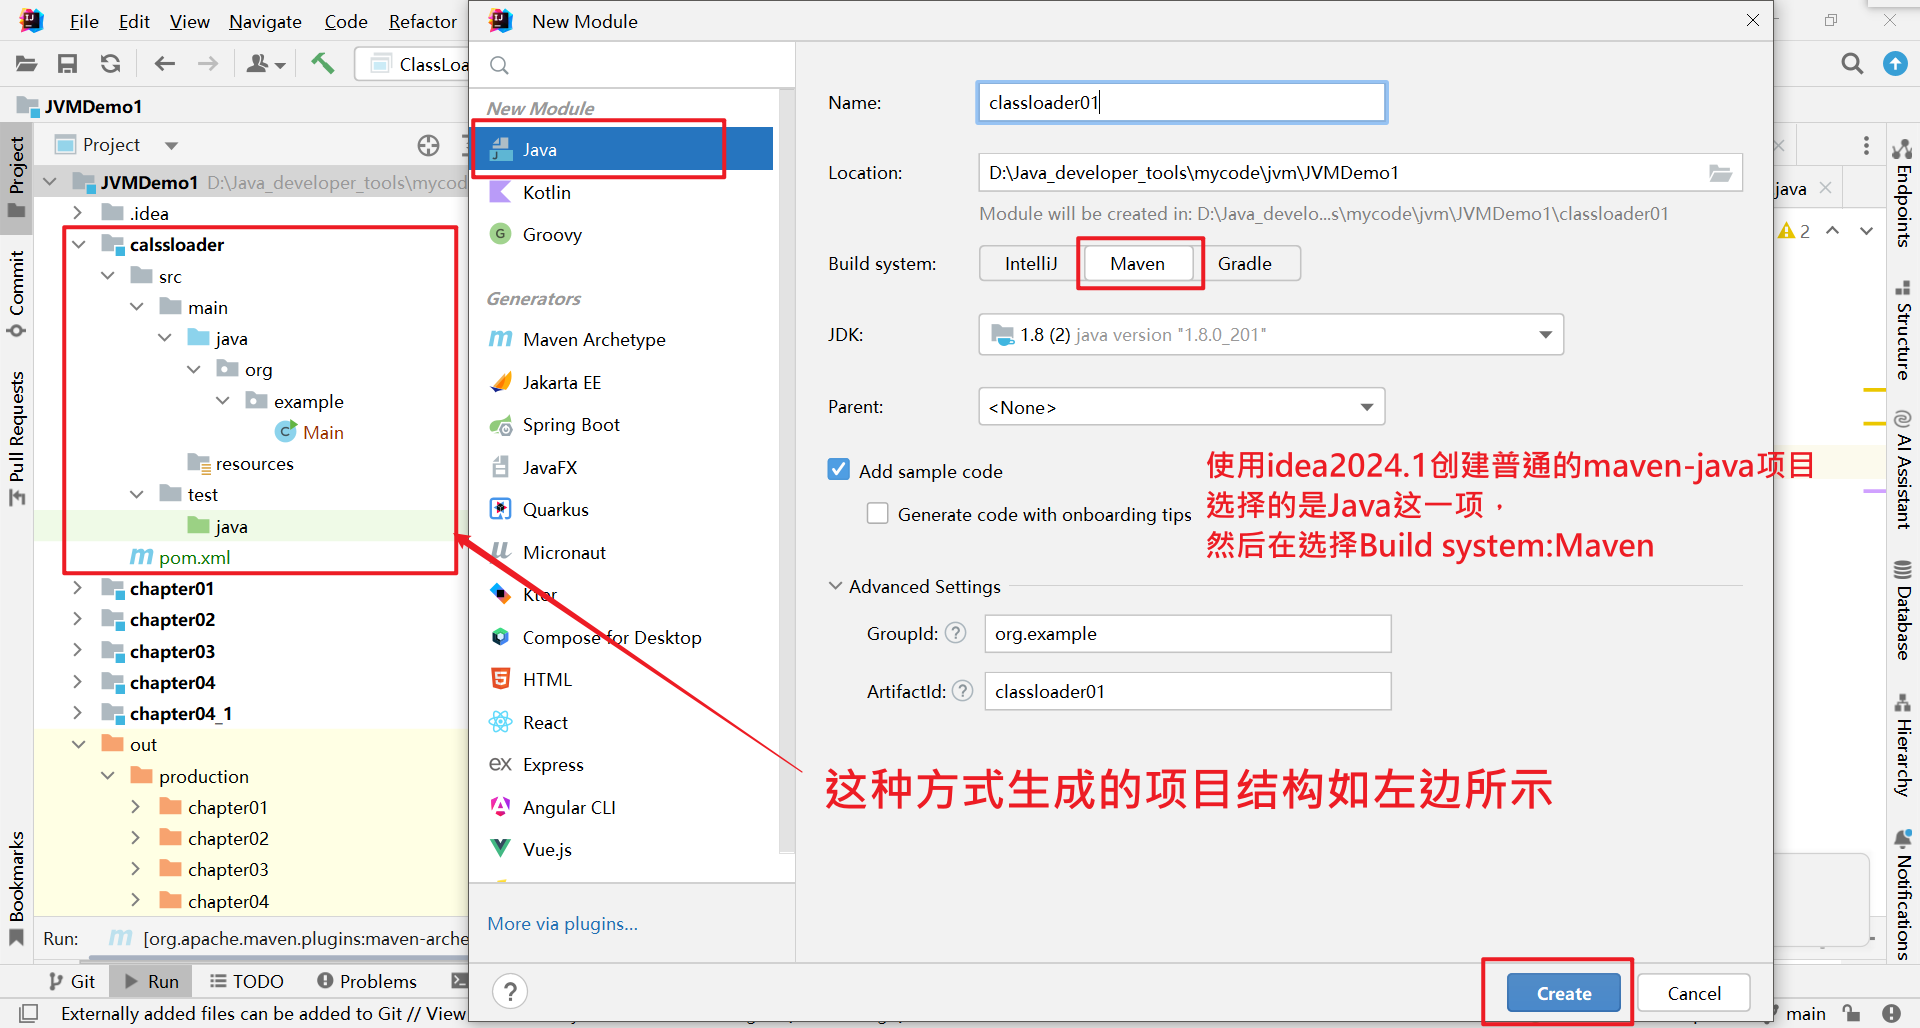 File Edit View Navigate Code Refactor
New Module
ClassLoa
JVMDemo1
Project
JVMDemo1 D:\Java_developer_tools\mycod
.idea
calssloader
src
main
java
org
example
Main
resources
test
java
pom.xml
chapter01
chapter02
chapter03
chapter04
chapter04_1
out
production
chapter01
chapter02
chapter03
chapter04
Project
Commit
Pull Requests
Bookmarks
New Module
Java
Kotlin
Groovy
Generators
Maven Archetype
Jakarta EE
Spring Boot
JavaFX
Quarkus
Micronaut
Ktor
Compose for Desktop
HTML
React
Express
Angular CLI
Vue.js
More via plugins...
Name: classloader01
Location: D:\Java_developer_tools\mycode\jvm\JVMDemo1
Module will be created in: D:\Java_develo...s\mycode\jvm\JVMDemo1\classloader01
Build system: IntelliJ Maven Gradle
JDK: 1.8 (2) java version "1.8.0_201"
Parent: <None>
Add sample code
Generate code with onboarding tips
使用idea2024.1创建普通的maven-java项目
选择的是Java这一项，
然后在选择Build system:Maven
Advanced Settings
GroupId: ? org.example
ArtifactId: ? classloader01
这种方式生成的项目结构如左边所示
? Create Cancel
java
2
Endpoints
Structure
AI Assistant
Database
Hierarchy
Notifications
Run: [org.apache.maven.plugins:maven-arche
Git Run TODO Problems
Externally added files can be added to Git // View
main